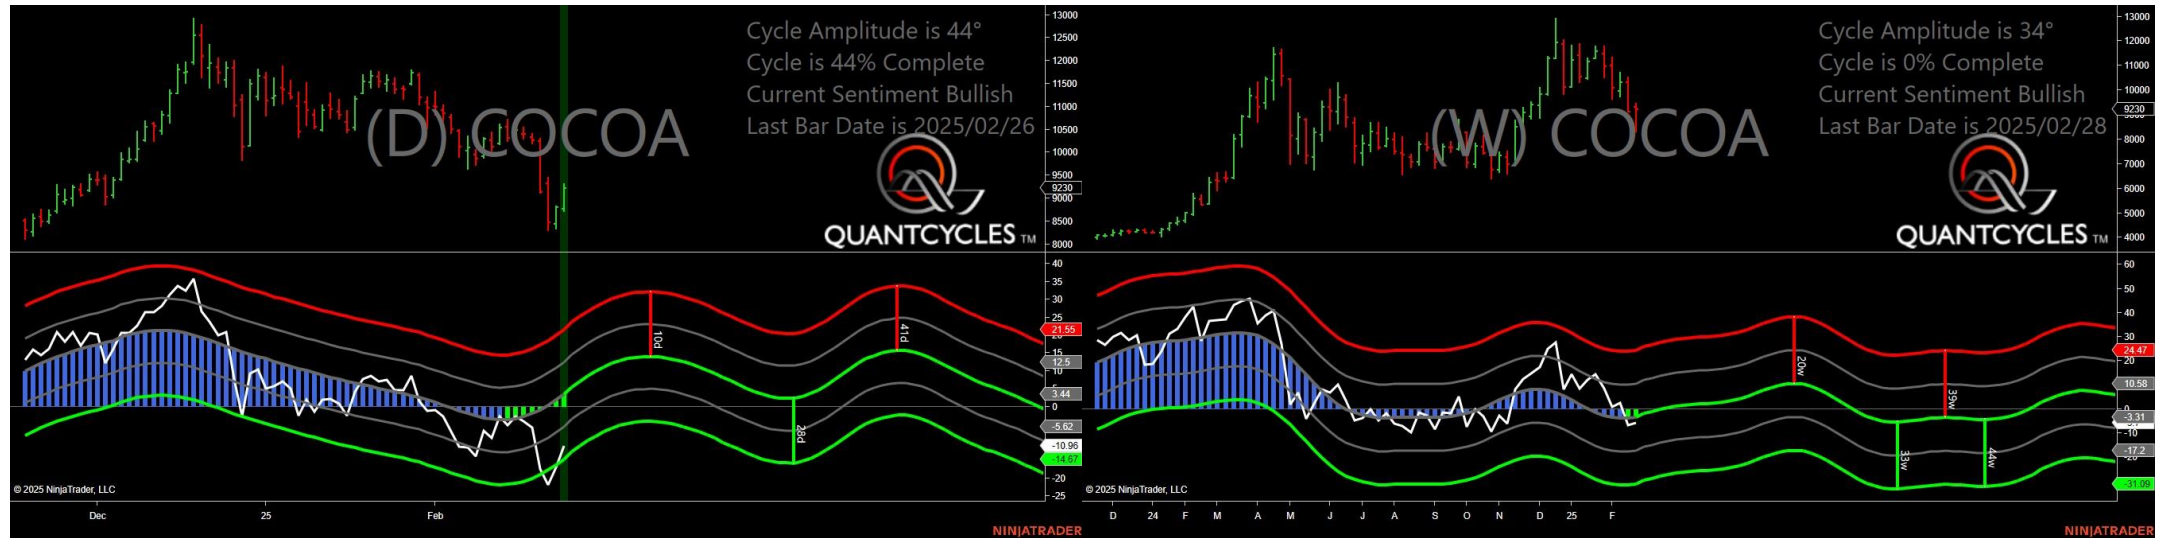 Cycle Amplitude is 44°
Cycle is 44% Complete
Current Sentiment Bullish
Last Bar Date is 2025/02/26
(D) COCOA
QUANTCYCLES TM
13000
12500
12000
11500
11000
10500
10000
9500
9230
9000
8500
8000
40
35
30
25
21.55
15
12.5
10
5
3.44
0
-5.62
-10.96
-14.67
-20
-25
10d
28d
41d
© 2025 NinjaTrader, LLC
Dec
25
Feb
NINJATRADER
Cycle Amplitude is 34°
Cycle is 0% Complete
Current Sentiment Bullish
Last Bar Date is 2025/02/28
(W) COCOA
QUANTCYCLES TM
13000
12000
11000
10000
9230
8000
7000
6000
5000
4000
60
50
40
30
24.47
20
10.58
-3.31
-10
-17.2
-31.09
20w
33w
39w
44w
© 2025 NinjaTrader, LLC
D 24 F M A M J J A S O N D 25 F
NINJATRADER